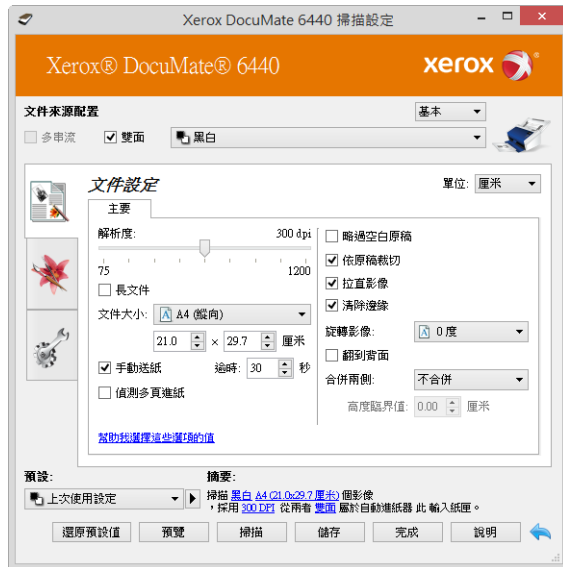 Xerox DocuMate 6440 掃描設定
Xerox® DocuMate® 6440
xerox
文件來源配置
基本
多串流
雙面
黑白
文件設定
單位: 厘米
主要
解析度: 300 dpi
75 1200
長文件
文件大小: A4 (縱向)
21.0 × 29.7 厘米
手動送紙 逾時: 30 秒
偵測多頁進紙
幫助我選擇這些選項的值
略過空白原稿
依原稿裁切
拉直影像
清除邊緣
旋轉影像: 0 度
翻到背面
合併兩側: 不合併
高度臨界值: 0.00 厘米
預設:
上次使用設定
摘要:
掃描 黑白 A4 (21.0x29.7 厘米) 個影像
，採用 300 DPI 從兩者 雙面 屬於自動進紙器 此 輸入紙匣。
還原預設值 預覽 掃描 儲存 完成 說明